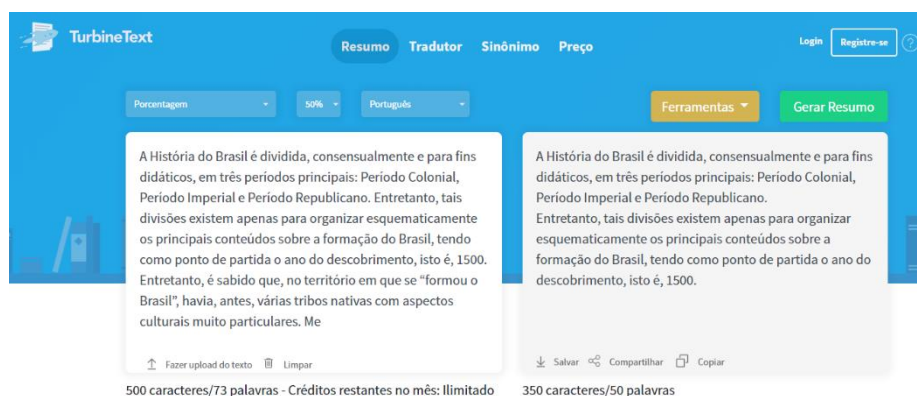 TurbineText
Resumo Tradutor Sinônimo Preço
Login Registre-se ?
Porcentagem 50% Português
Ferramentas Gerar Resumo
A História do Brasil é dividida, consensualmente e para fins
didáticos, em três períodos principais: Período Colonial,
Período Imperial e Período Republicano. Entretanto, tais
divisões existem apenas para organizar esquematicamente
os principais conteúdos sobre a formação do Brasil, tendo
como ponto de partida o ano do descobrimento, isto é, 1500.
Entretanto, é sabido que, no território em que se “formou o
Brasil”, havia, antes, várias tribos nativas com aspectos
culturais muito particulares. Me
Fazer upload do texto Limpar
500 caracteres/73 palavras - Créditos restantes no mês: Ilimitado
A História do Brasil é dividida, consensualmente e para fins
didáticos, em três períodos principais: Período Colonial,
Período Imperial e Período Republicano.
Entretanto, tais divisões existem apenas para organizar
esquematicamente os principais conteúdos sobre a
formação do Brasil, tendo como ponto de partida o ano do
descobrimento, isto é, 1500.
Salvar Compartilhar Copiar
350 caracteres/50 palavras